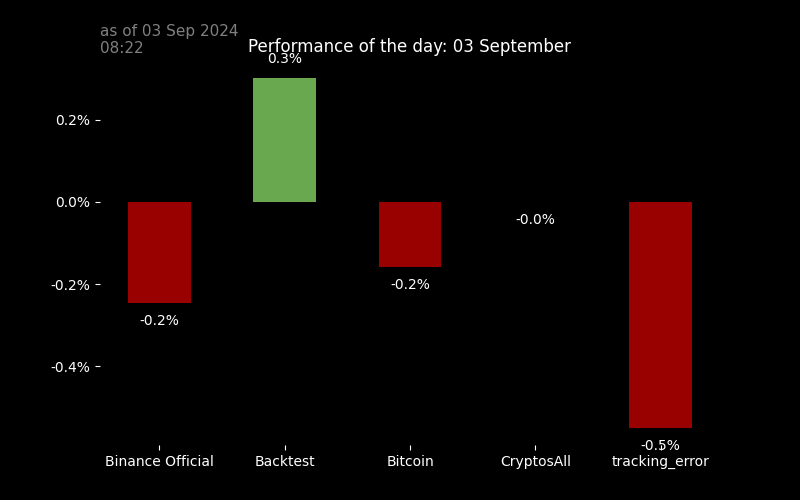 as of 03 Sep 2024
08:22
Performance of the day: 03 September
0.3%
0.2%
0.0%
-0.0%
-0.2%
-0.2%
-0.2%
-0.4%
-0.5%
Binance Official
Backtest
Bitcoin
CryptosAll
tracking_error